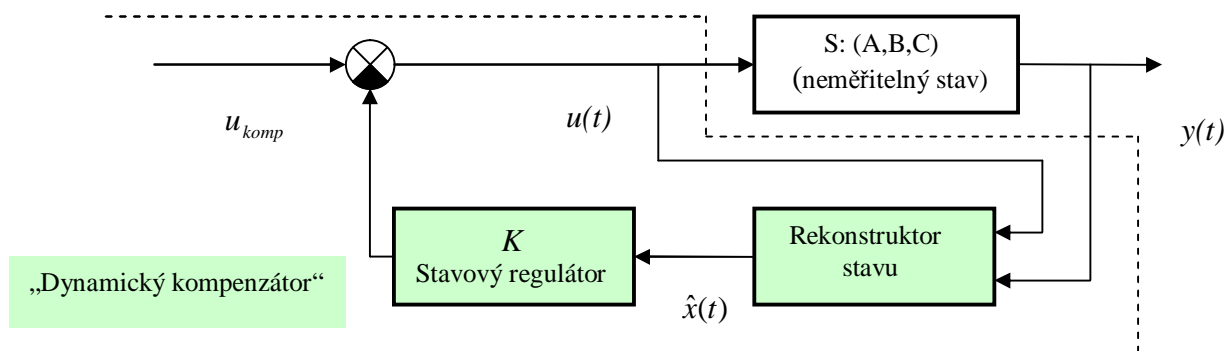 S: (A,B,C)
(neměřitelný stav)
u_komp
u(t)
y(t)
K
Stavový regulátor
Rekonstruktor
stavu
„Dynamický kompenzátor“
x̂(t)